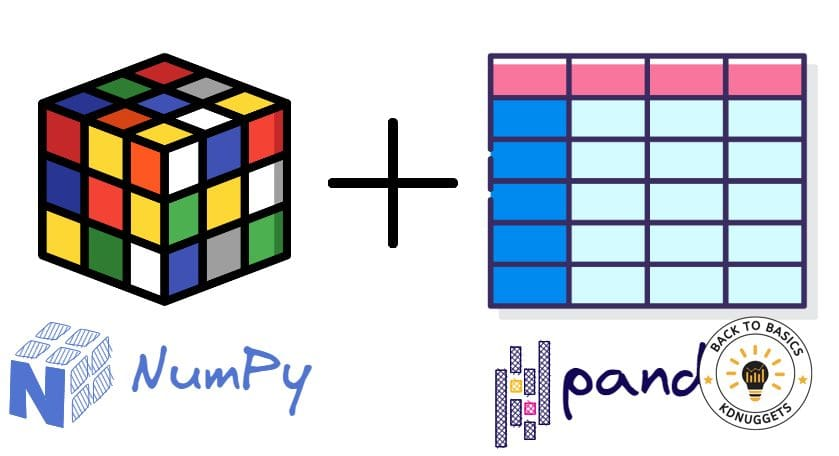 NumPy
pand
BACK TO BASICS
KDNUGGETS